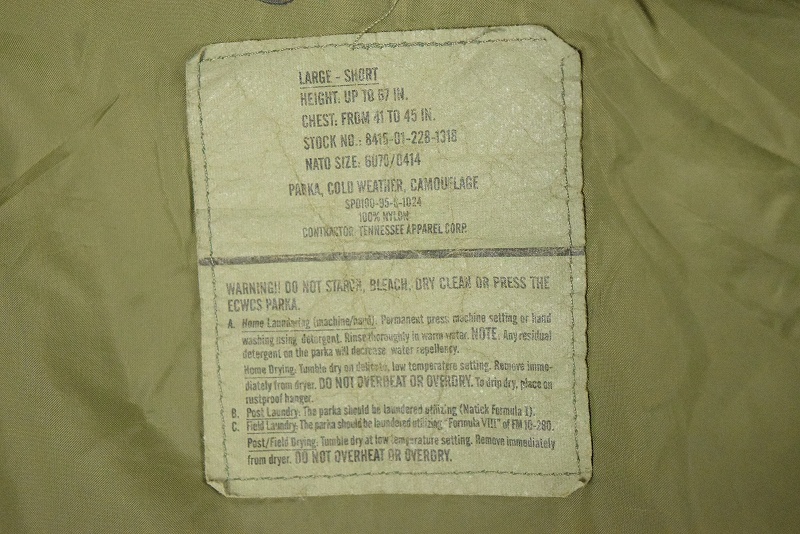 LARGE - SHORT
HEIGHT: UP TO 67 IN.
CHEST: FROM 41 TO 45 IN.
STOCK NO.: 8415-01-228-1318
NATO SIZE: 6070/0414
PARKA, COLD WEATHER, CAMOUFLAGE
SPO100-95-
100% NYLON
CONTRACTOR TENNESSEE APPAREL CORP.
WARNING!! DO NOT STARCH, BLEACH, DRY CLEAN OR PRESS THE
ECWCS PARKA.
A. Home Laundering (machine/hand). Permanent press machine setting or hand
washing using detergent. Rinse thoroughly in warm water. NOTE: Any residual
detergent on the parka will decrease water repellency.
Home Drying: Tumble dry on delicate, low temperature setting. Remove imme-
diately from dryer. DO NOT OVERHEAT OR OVERDRY. To drip dry, place on
rustproof hanger.
B. Post Laundry: The parka should be laundered utilizing (Natick Formula 1).
C. Field Laundry: The parka should be laundered utilizing "Formula VIII" of FM 10-280.
Post/Field Drying: Tumble dry at low temperature setting. Remove immediately
from dryer. DO NOT OVERHEAT OR OVERDRY.